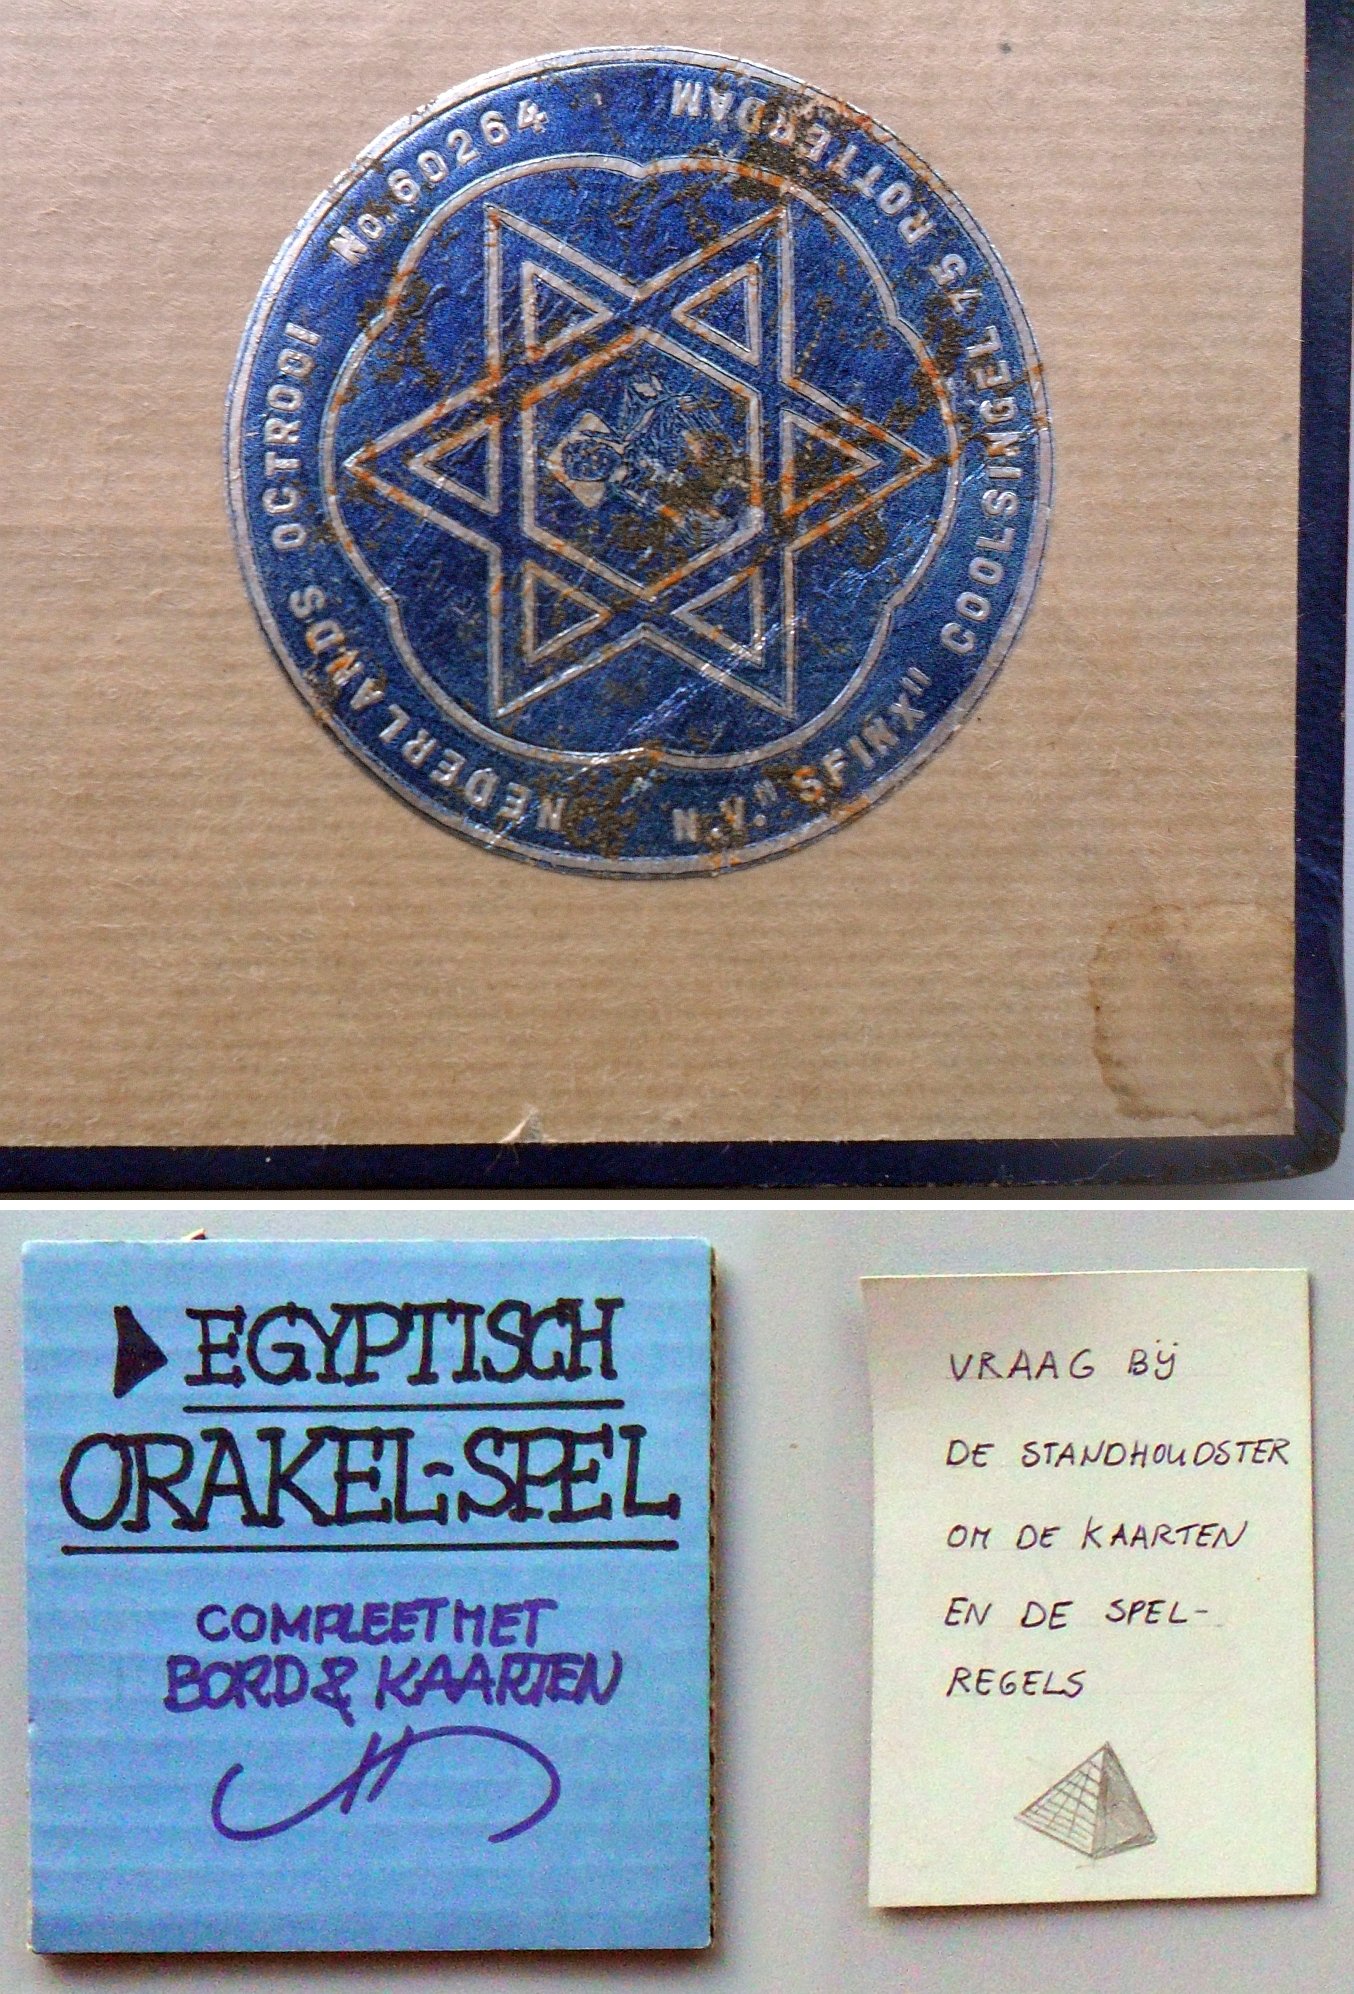 NEDERLANDS OCTROOI No. 60264
N.V. "SFINX" COOLSINGEL 75 ROTTERDAM
EGYPTISCH
ORAKEL-SPEL
COMPLEET MET
BORD & KAARTEN
VRAAG BIJ
DE STANDHOUDSTER
OM DE KAARTEN
EN DE SPEL-
REGELS